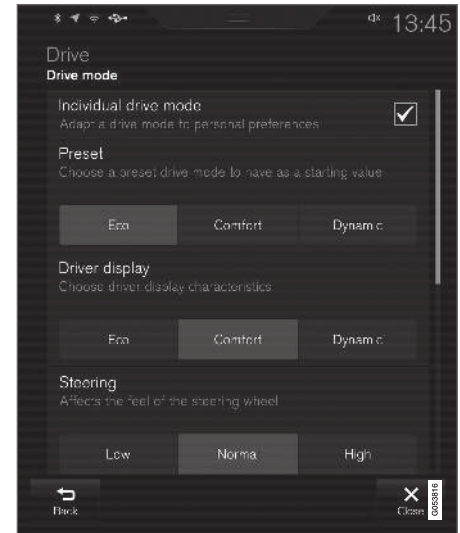 13:45
Drive
Drive mode
Individual drive mode
Adapt a drive mode to personal preferences
Preset
Choose a preset drive mode to have as a starting value
Eco Comfort Dynamic
Driver display
Choose driver display characteristics
Eco Comfort Dynamic
Steering
Affects the feel of the steering wheel
Low Normal High
Back Close
G053816